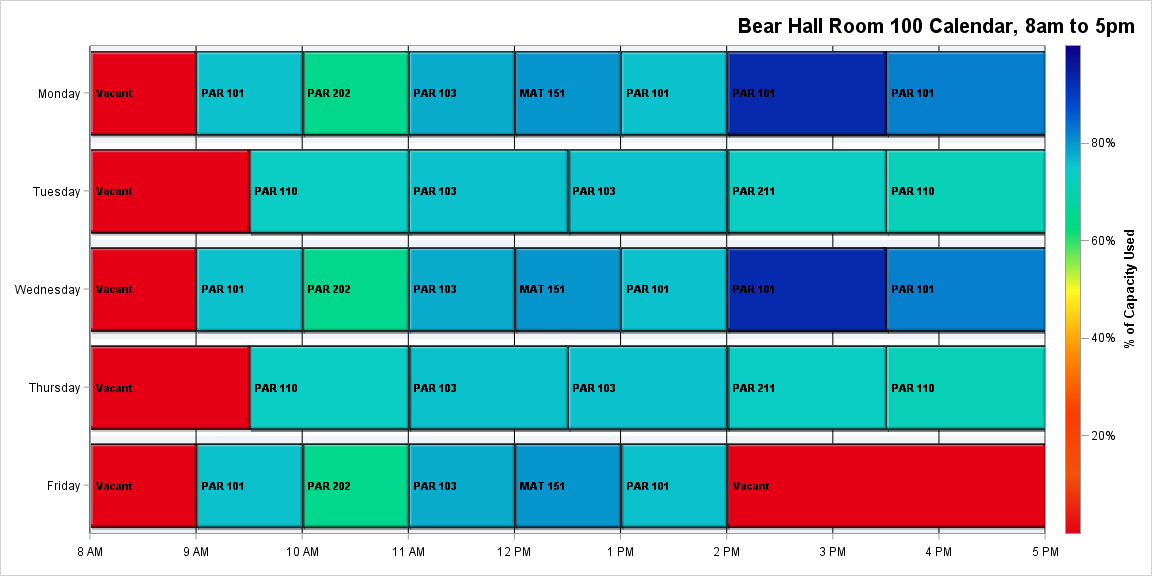 Bear Hall Room 100 Calendar, 8am to 5pm
Monday
Vacant
PAR 101
PAR 202
PAR 103
MAT 151
PAR 101
PAR 101
PAR 101
Tuesday
Vacant
PAR 110
PAR 103
PAR 103
PAR 211
PAR 110
Wednesday
Vacant
PAR 101
PAR 202
PAR 103
MAT 151
PAR 101
PAR 101
PAR 101
Thursday
Vacant
PAR 110
PAR 103
PAR 103
PAR 211
PAR 110
Friday
Vacant
PAR 101
PAR 202
PAR 103
MAT 151
PAR 101
Vacant
8 AM
9 AM
10 AM
11 AM
12 PM
1 PM
2 PM
3 PM
4 PM
5 PM
80%
60%
40%
20%
% of Capacity Used